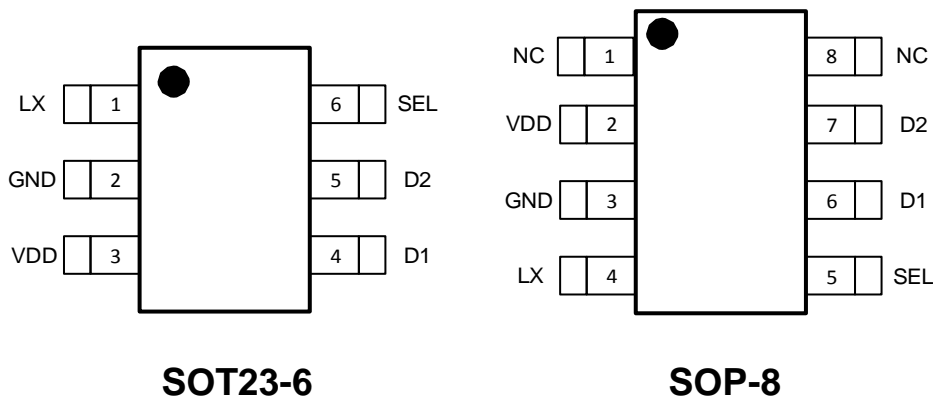 LX 1 6 SEL
GND 2 5 D2
VDD 3 4 D1
SOT23-6
NC 1 8 NC
VDD 2 7 D2
GND 3 6 D1
LX 4 5 SEL
SOP-8